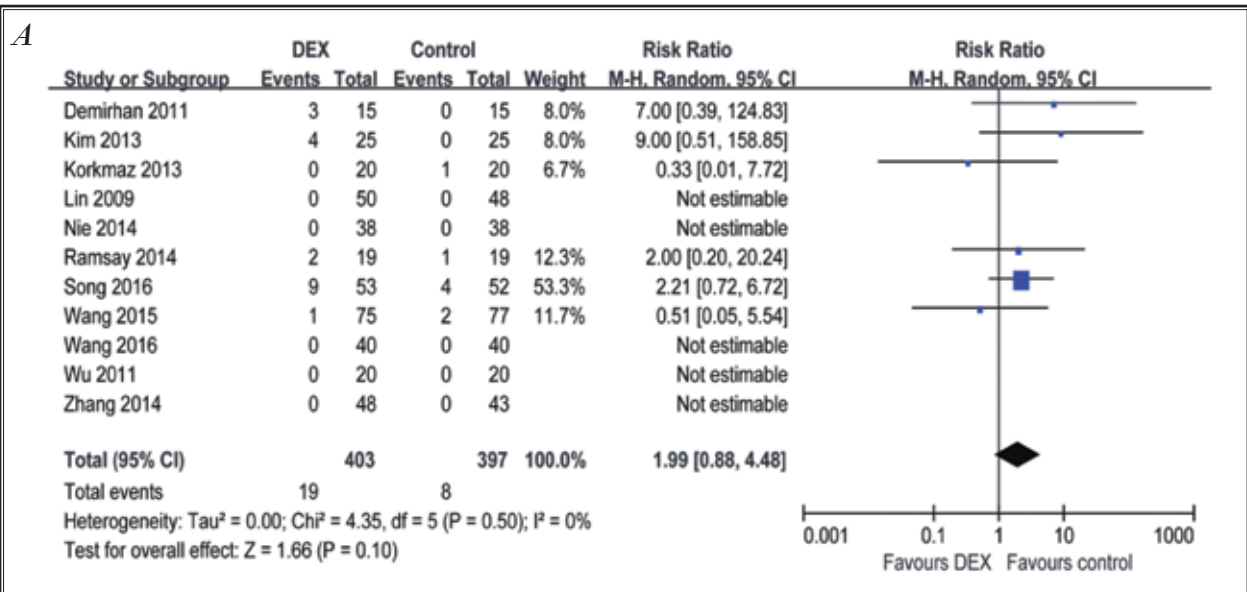 A
DEX Control Risk Ratio Risk Ratio
Study or Subgroup Events Total Events Total Weight M-H, Random, 95% CI M-H, Random, 95% CI
Demirhan 2011 3 15 0 15 8.0% 7.00 [0.39, 124.83]
Kim 2013 4 25 0 25 8.0% 9.00 [0.51, 158.85]
Korkmaz 2013 0 20 1 20 6.7% 0.33 [0.01, 7.72]
Lin 2009 0 50 0 48 Not estimable
Nie 2014 0 38 0 38 Not estimable
Ramsay 2014 2 19 1 19 12.3% 2.00 [0.20, 20.24]
Song 2016 9 53 4 52 53.3% 2.21 [0.72, 6.72]
Wang 2015 1 75 2 77 11.7% 0.51 [0.05, 5.54]
Wang 2016 0 40 0 40 Not estimable
Wu 2011 0 20 0 20 Not estimable
Zhang 2014 0 48 0 43 Not estimable
Total (95% CI) 403 397 100.0% 1.99 [0.88, 4.48]
Total events 19 8
Heterogeneity: Tau² = 0.00; Chi² = 4.35, df = 5 (P = 0.50); I² = 0%
Test for overall effect: Z = 1.66 (P = 0.10)
0.001 0.1 1 10 1000
Favours DEX Favours control